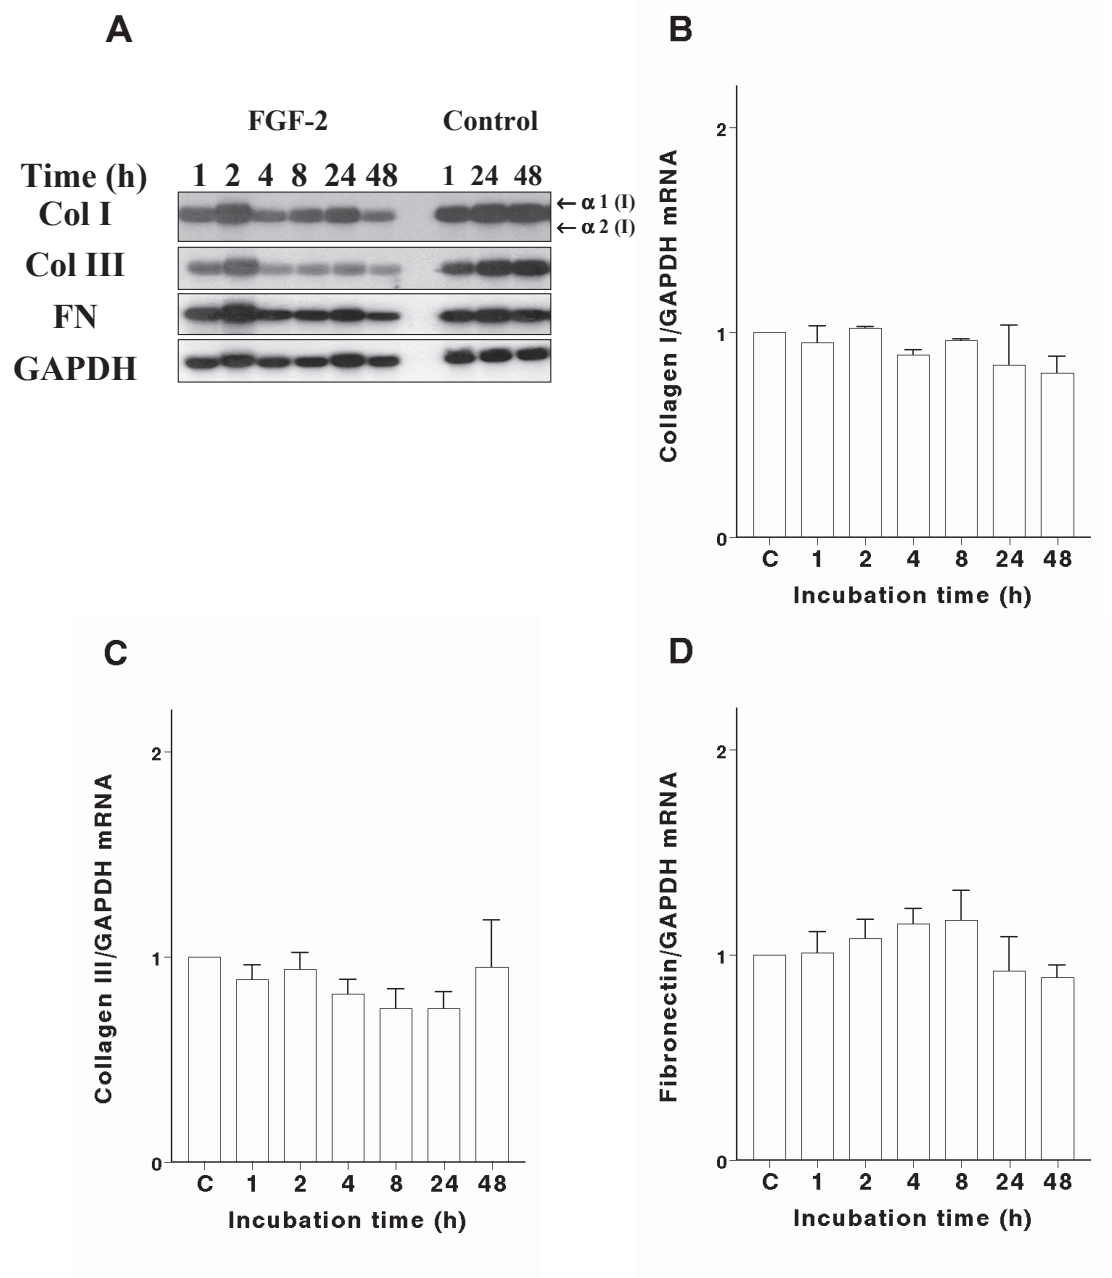 A
FGF-2 Control
Time (h) 1 2 4 8 24 48 1 24 48
Col I ← α1 (I)
← α2 (I)
Col III
FN
GAPDH
B
Collagen I/GAPDH mRNA
2
1
0
C 1 2 4 8 24 48
Incubation time (h)
C
Collagen III/GAPDH mRNA
2
1
0
C 1 2 4 8 24 48
Incubation time (h)
D
Fibronectin/GAPDH mRNA
2
1
0
C 1 2 4 8 24 48
Incubation time (h)